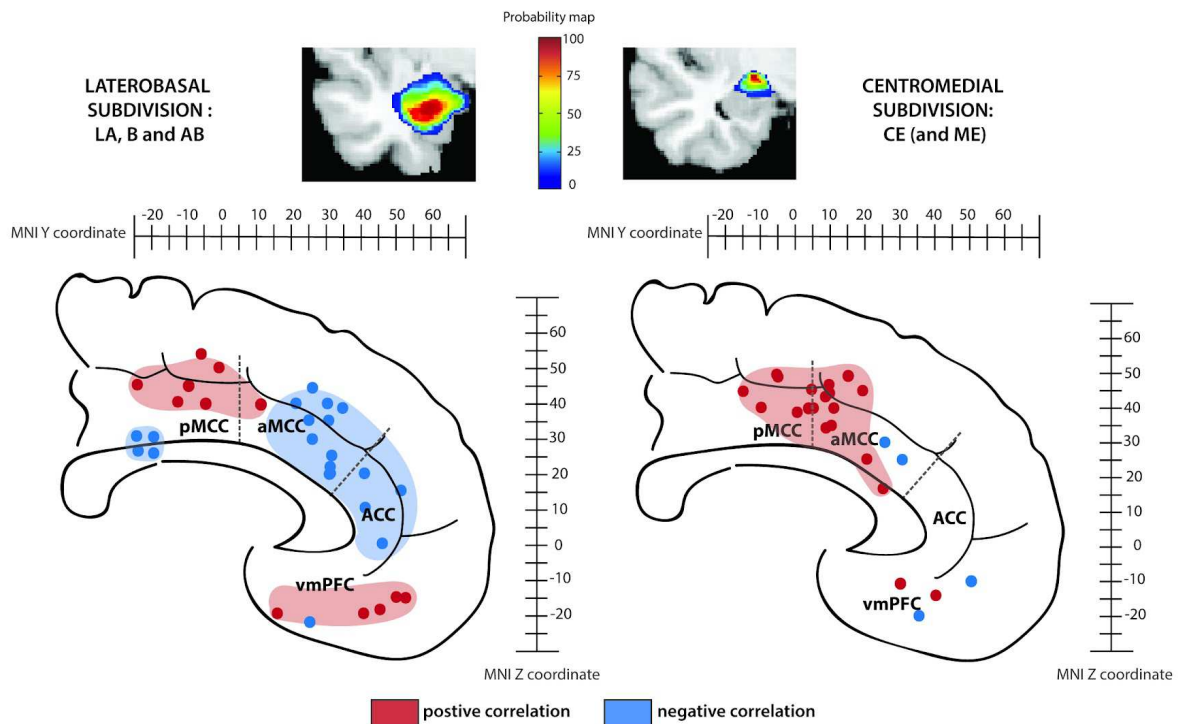 Probability map
100
75
50
25
0
LATEROBASAL
SUBDIVISION :
LA, B and AB
CENTROMEDIAL
SUBDIVISION:
CE (and ME)
-20 -10 0 10 20 30 40 50 60
MNI Y coordinate
-20 -10 0 10 20 30 40 50 60
MNI Y coordinate
60
50
40
30
20
10
0
-10
-20
MNI Z coordinate
pMCC
aMCC
ACC
vmPFC
60
50
40
30
20
10
0
-10
-20
MNI Z coordinate
pMCC
aMCC
ACC
vmPFC
postive correlation
negative correlation